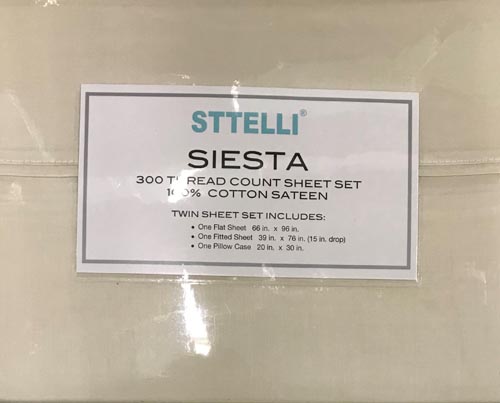 STTELLI®
SIESTA
300 THREAD COUNT SHEET SET
100% COTTON SATEEN
TWIN SHEET SET INCLUDES:
• One Flat Sheet 66 in. x 96 in.
• One Fitted Sheet 39 in. x 76 in. (15 in. drop)
• One Pillow Case 20 in. x 30 in.